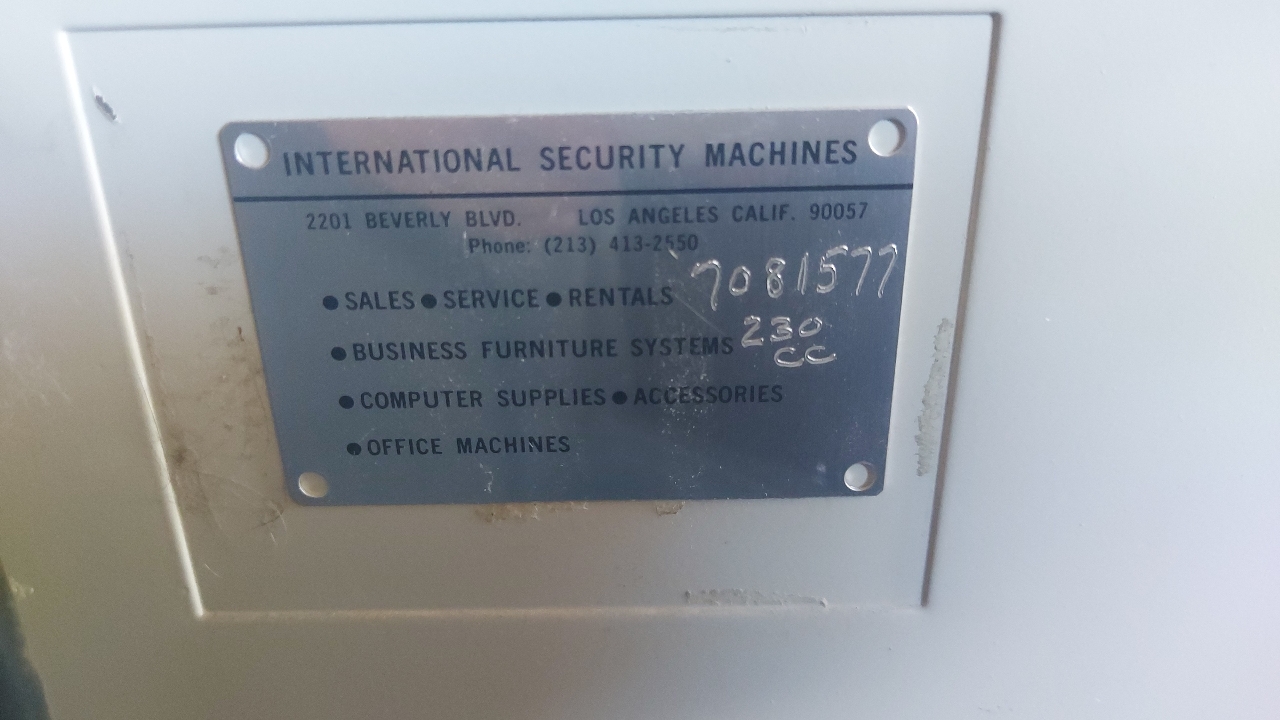 INTERNATIONAL SECURITY MACHINES
2201 BEVERLY BLVD. LOS ANGELES CALIF. 90057
Phone: (213) 413-2550
7081577
● SALES ● SERVICE ● RENTALS
230
● BUSINESS FURNITURE SYSTEMS
CC
● COMPUTER SUPPLIES ● ACCESSORIES
● OFFICE MACHINES